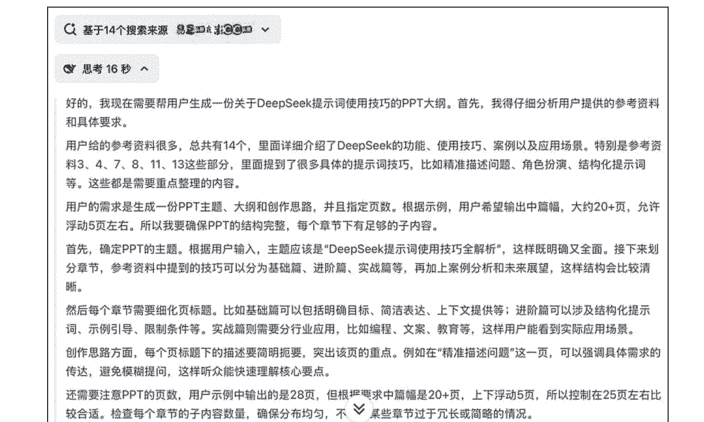 基于14个搜索来源
思考 16 秒
好的，我现在需要帮用户生成一份关于DeepSeek提示词使用技巧的PPT大纲。首先，我得仔细分析用户提供的参考资料
和具体要求。
用户给的参考资料很多，总共有14个，里面详细介绍了DeepSeek的功能、使用技巧、案例以及应用场景。特别是参考资
料3、4、7、8、11、13这些部分，里面提到了很多具体的提示词技巧，比如精准描述问题、角色扮演、结构化提示词
等。这些都是需要重点整理的内容。
用户的需求是生成一份PPT主题、大纲和创作思路，并且指定页数。根据示例，用户希望输出中篇幅，大约20+页，允许
浮动5页左右。所以我要确保PPT的结构完整，每个章节下有足够的子内容。
首先，确定PPT的主题。根据用户输入，主题应该是“DeepSeek提示词使用技巧全解析”，这样既明确又全面。接下来划
分章节，参考资料中提到的技巧可以分为基础篇、进阶篇、实战篇等，再加上案例分析和未来展望，这样结构会比较清
晰。
然后每个章节需要细化页标题。比如基础篇可以包括明确目标、简洁表达、上下文提供等；进阶篇可以涉及结构化提示
词、示例引导、限制条件等。实战篇则需要分行业应用，比如编程、文案、教育等，这样用户能看到实际应用场景。
创作思路方面，每个页标题下的描述要简明扼要，突出该页的重点。例如在“精准描述问题”这一页，可以强调具体需求的
传达，避免模糊提问，这样听众能快速理解核心要点。
还需要注意PPT的页数，用户示例中输出的是28页，但根据要求中篇幅是20+页，上下浮动5页，所以控制在25页左右比
较合适。检查每个章节的子内容数量，确保分布均匀，不 某些章节过于冗长或简略的情况。